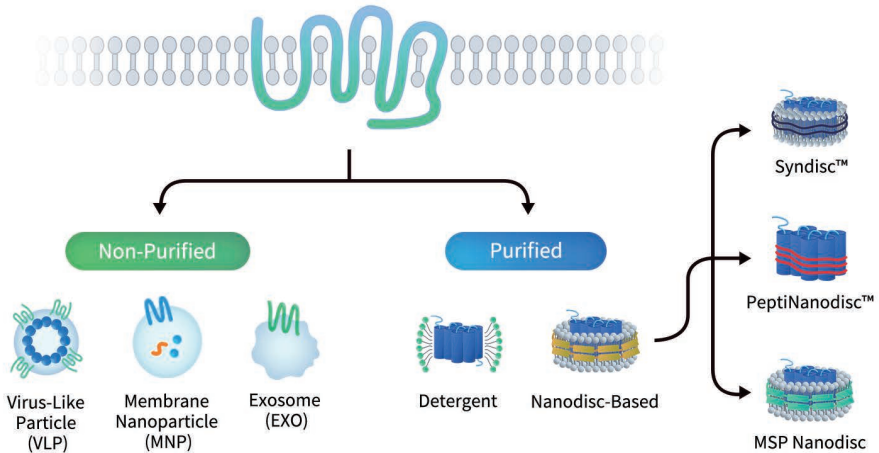 Non-Purified
Purified
Virus-Like
Particle
(VLP)
Membrane
Nanoparticle
(MNP)
Exosome
(EXO)
Detergent
Nanodisc-Based
Syndisc™
PeptiNanodisc™
MSP Nanodisc